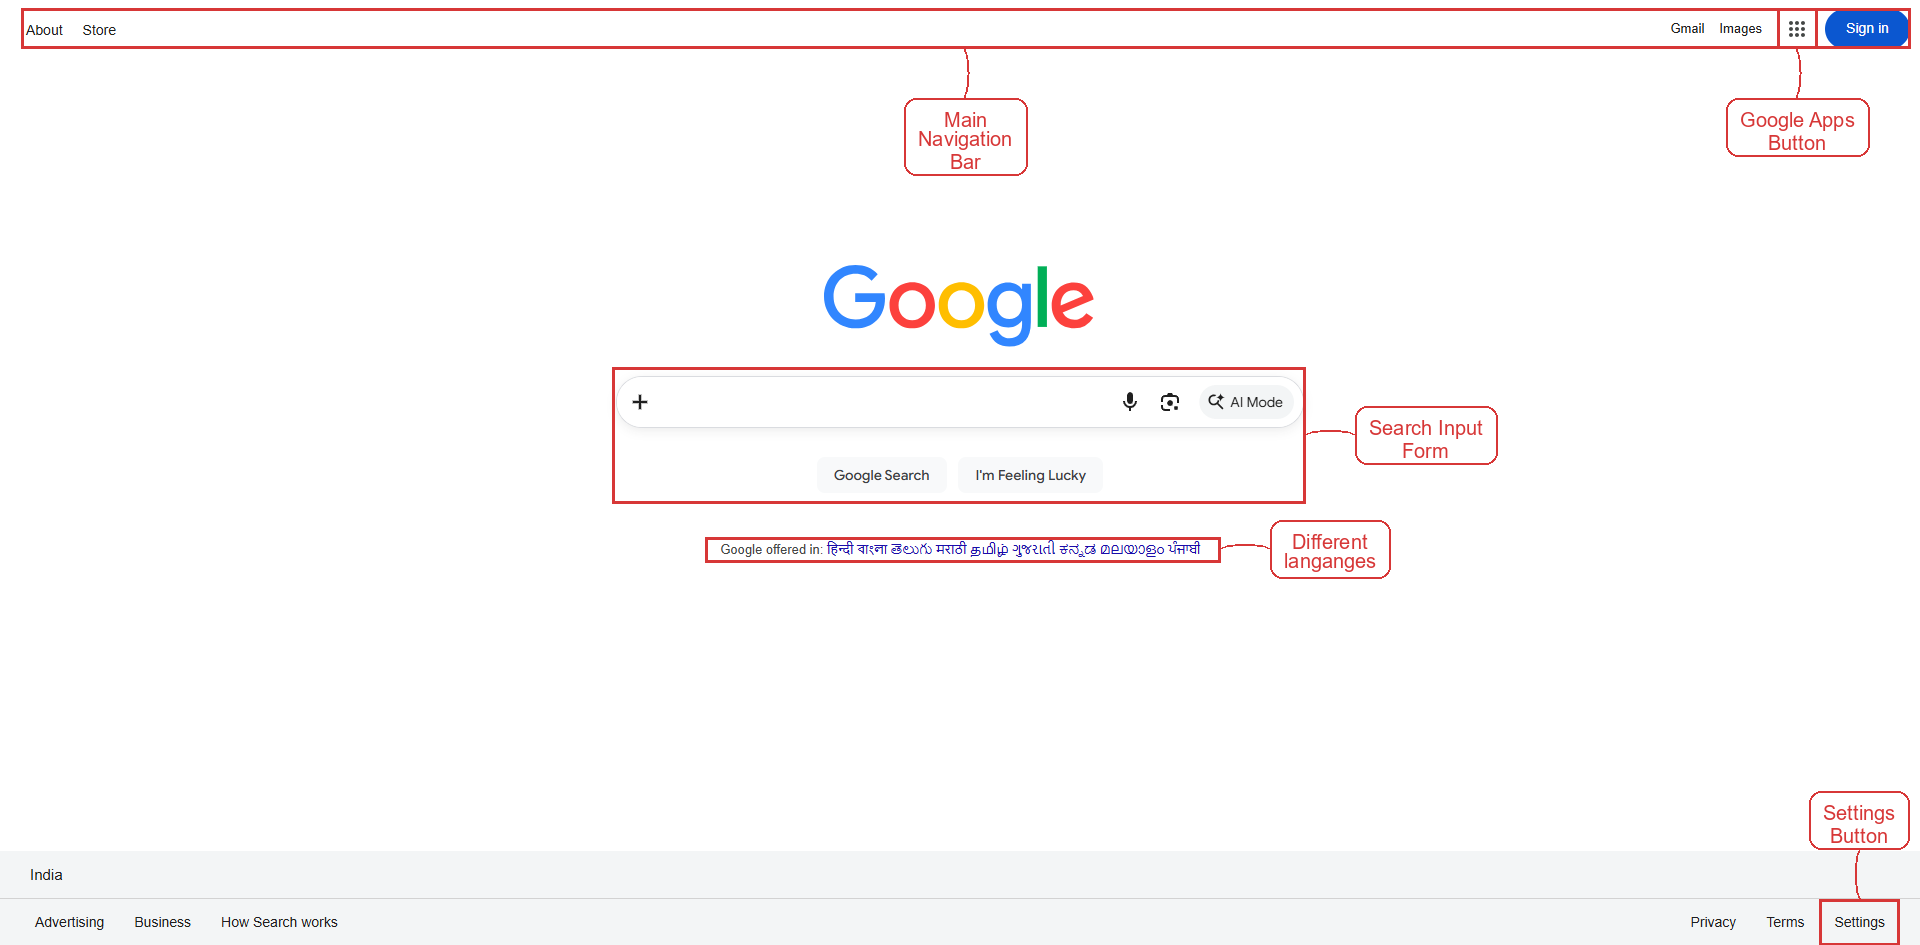 About Store
Gmail Images Sign in
Main
Navigation
Bar
Google Apps
Button
Google
AI Mode
Search Input
Form
Google Search I'm Feeling Lucky
Google offered in: हिन्दी বাংলা తెలుగు मराठी தமிழ் ગુજરાતી ಕನ್ನಡ മലയാളം ਪੰਜਾਬੀ
Different
langanges
Settings
Button
India
Advertising Business How Search works
Privacy Terms Settings